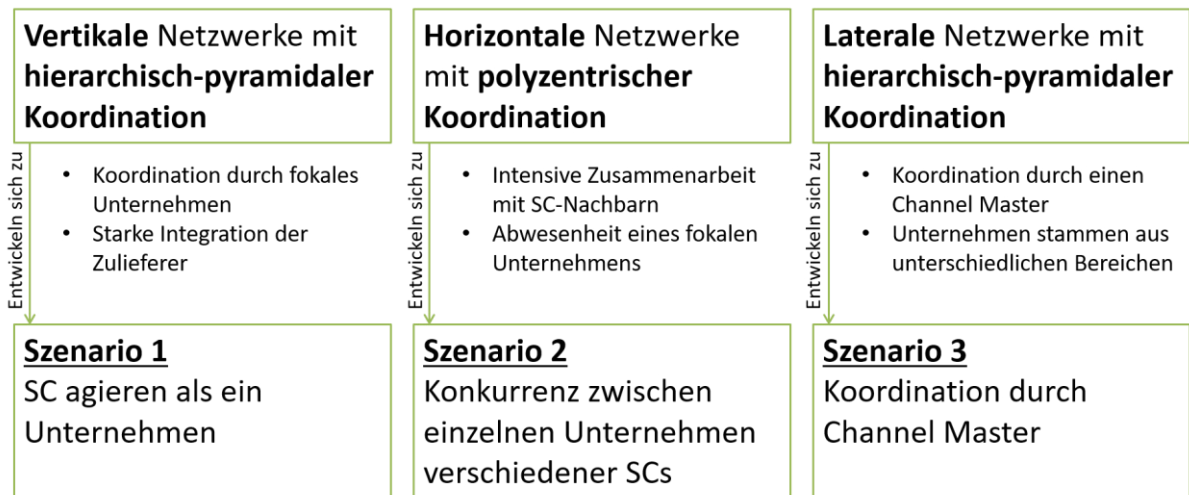 Vertikale Netzwerke mit
hierarchisch-pyramidaler
Koordination
Entwickeln sich zu
• Koordination durch fokales
Unternehmen
• Starke Integration der
Zulieferer
Szenario 1
SC agieren als ein
Unternehmen
Horizontale Netzwerke
mit polyzentrischer
Koordination
Entwickeln sich zu
• Intensive Zusammenarbeit
mit SC-Nachbarn
• Abwesenheit eines fokalen
Unternehmens
Szenario 2
Konkurrenz zwischen
einzelnen Unternehmen
verschiedener SCs
Laterale Netzwerke mit
hierarchisch-pyramidaler
Koordination
Entwickeln sich zu
• Koordination durch einen
Channel Master
• Unternehmen stammen aus
unterschiedlichen Bereichen
Szenario 3
Koordination durch
Channel Master